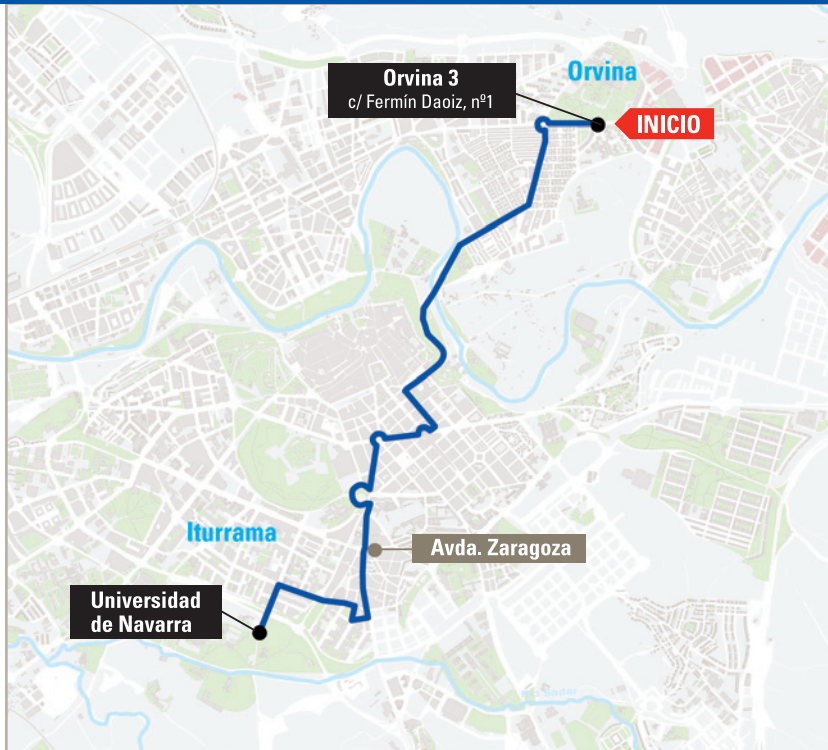 Orvina
Orvina 3
c/ Fermín Daoiz, nº1
INICIO
Iturrama
Avda. Zaragoza
Universidad
de Navarra